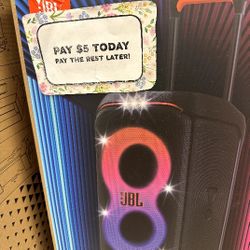 JBL
PAY $5 TODAY
PAY THE REST LATER!
JBL